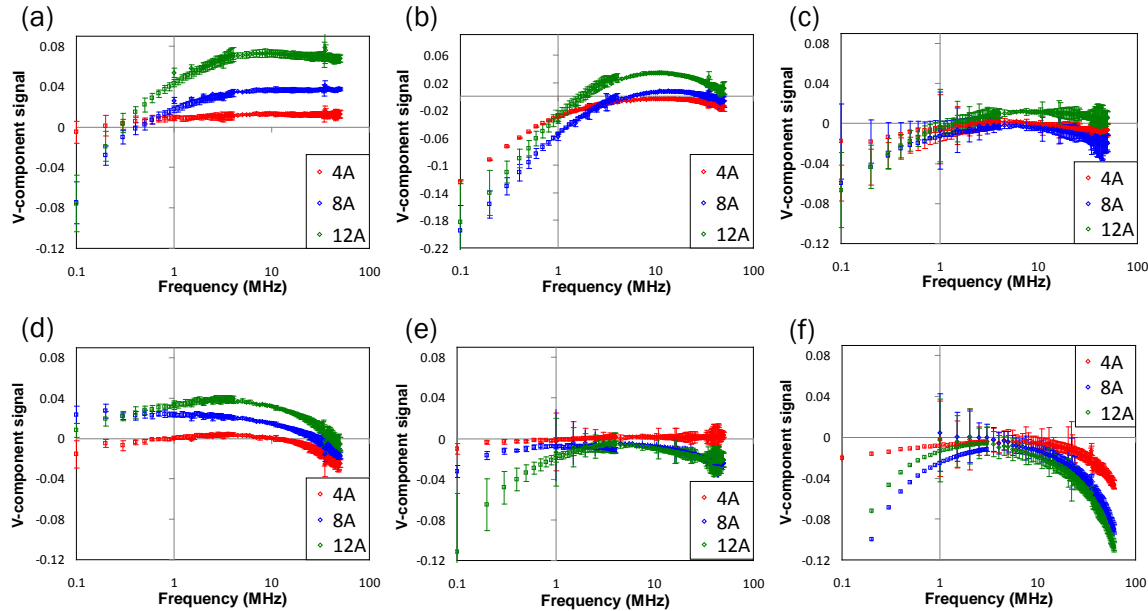 (a)
V-component signal
0.08
0.04
0
-0.04
-0.08
-0.12
0.1
1
10
100
Frequency (MHz)
4A
8A
12A
(b)
V-component signal
0.1
0.06
0.02
-0.02
-0.06
-0.1
-0.14
-0.18
-0.22
0.1
1
10
100
Frequency (MHz)
4A
8A
12A
(c)
V-component signal
0.08
0.04
0
-0.04
-0.08
-0.12
0.1
1
10
100
Frequency (MHz)
4A
8A
12A
(d)
V-component signal
0.08
0.04
0
-0.04
-0.08
-0.12
0.1
1
10
100
Frequency (MHz)
4A
8A
12A
(e)
V-component signal
0.08
0.04
0
-0.04
-0.08
-0.12
0.1
1
10
100
Frequency (MHz)
4A
8A
12A
(f)
V-component signal
0.08
0.04
0
-0.04
-0.08
-0.12
0.1
1
10
100
Frequency (MHz)
4A
8A
12A